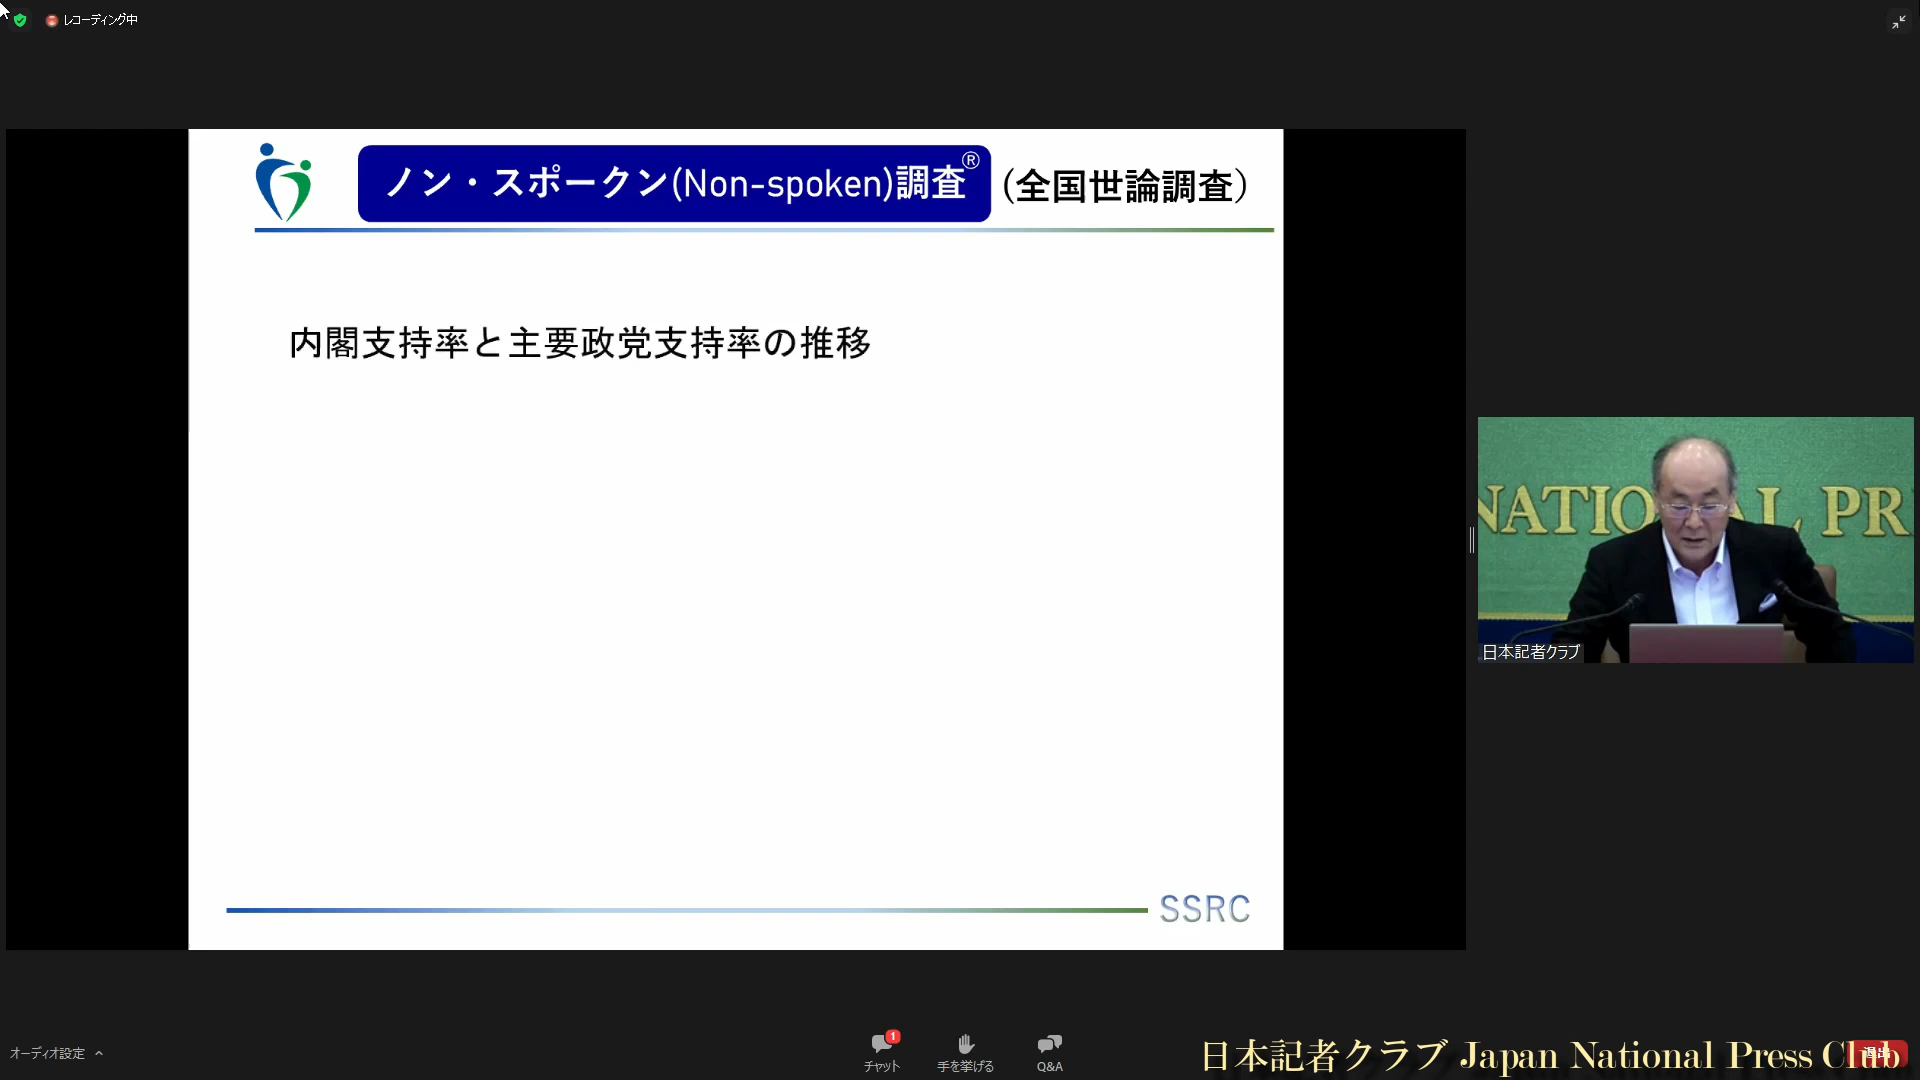 レコーディング中
ノン・スポークン(Non-spoken)調査® (全国世論調査)
内閣支持率と主要政党支持率の推移
NATIONAL PR
日本記者クラブ
SSRC
オーディオ設定
1
チャット
手を挙げる
Q&A
日本記者クラブ Japan National Press Club
退出